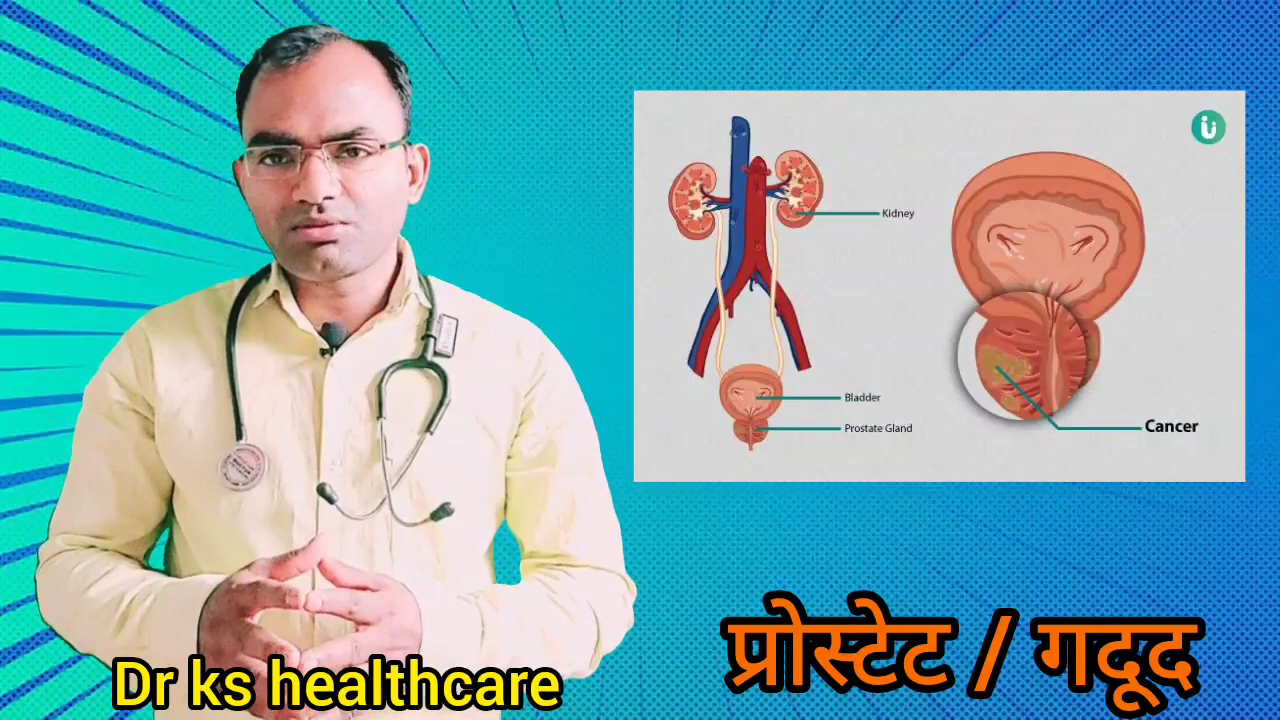 Kidney
Bladder
Prostate Gland
Cancer
प्रोस्टेट / गदूद
Dr ks healthcare